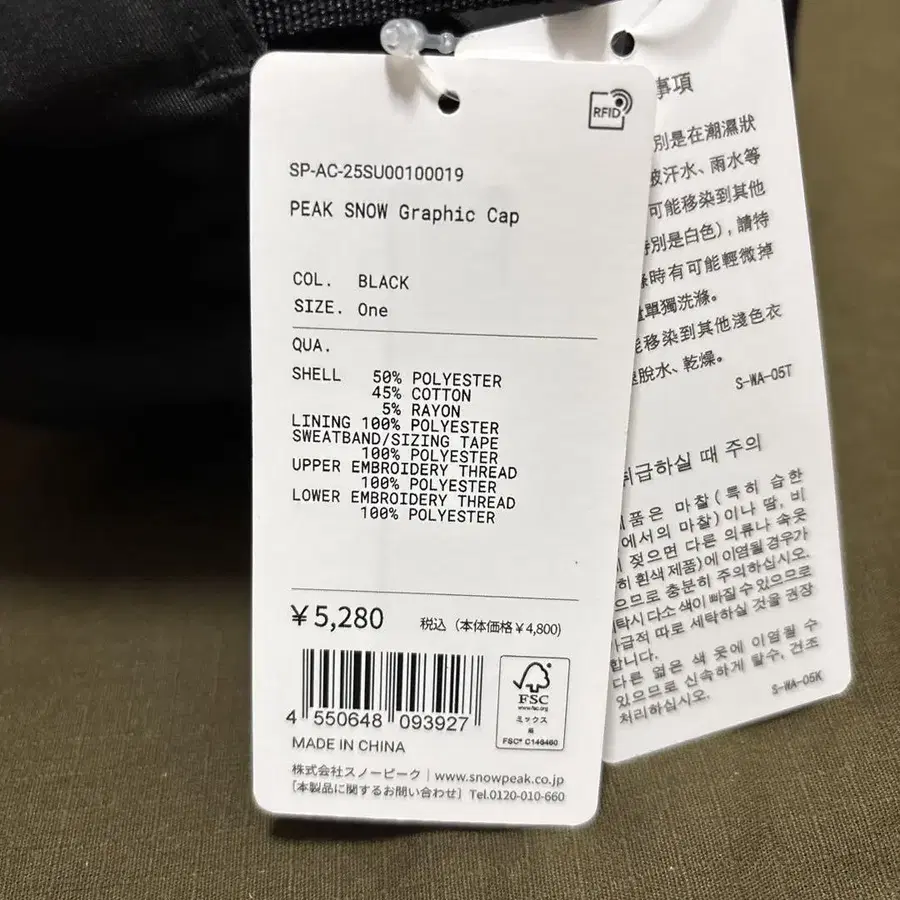 RFID
SP-AC-25SU00100019
PEAK SNOW Graphic Cap
COL. BLACK
SIZE. One
QUA.
SHELL 50% POLYESTER
45% COTTON
5% RAYON
LINING 100% POLYESTER
SWEATBAND/SIZING TAPE
100% POLYESTER
UPPER EMBROIDERY THREAD
100% POLYESTER
LOWER EMBROIDERY THREAD
100% POLYESTER
￥5,280 税込（本体価格￥4,800)
4 550648 093927
FSC
www.fsc.org
ミックス
FSC® C146460
MADE IN CHINA
株式会社スノーピーク｜www.snowpeak.co.jp
［本製品に関するお問い合わせ］Tel.0120-010-660
事項
別是在潮濕狀
被汗水、雨水等
可能移染到其他
特別是白色)，請特
滌時有可能輕微掉
單獨洗滌。
能移染到其他淺色衣
速脫水、乾燥。
S-WA-05T
취급하실 때 주의
제품은 마찰(특히 습한
에서의 마찰)이나 땀, 비
젖으면 다른 의류나 속옷
히 흰색 제품)에 이염될 경우가
으므로 충분히 주의하십시오.
탁시 다소 색이 빠질 수 있으므로
가급적 따로 세탁하실 것을 권장
합니다.
다른 옅은 색 옷에 이염될 수
있으므로 신속하게 탈수, 건조
처리하십시오.
S-WA-05K